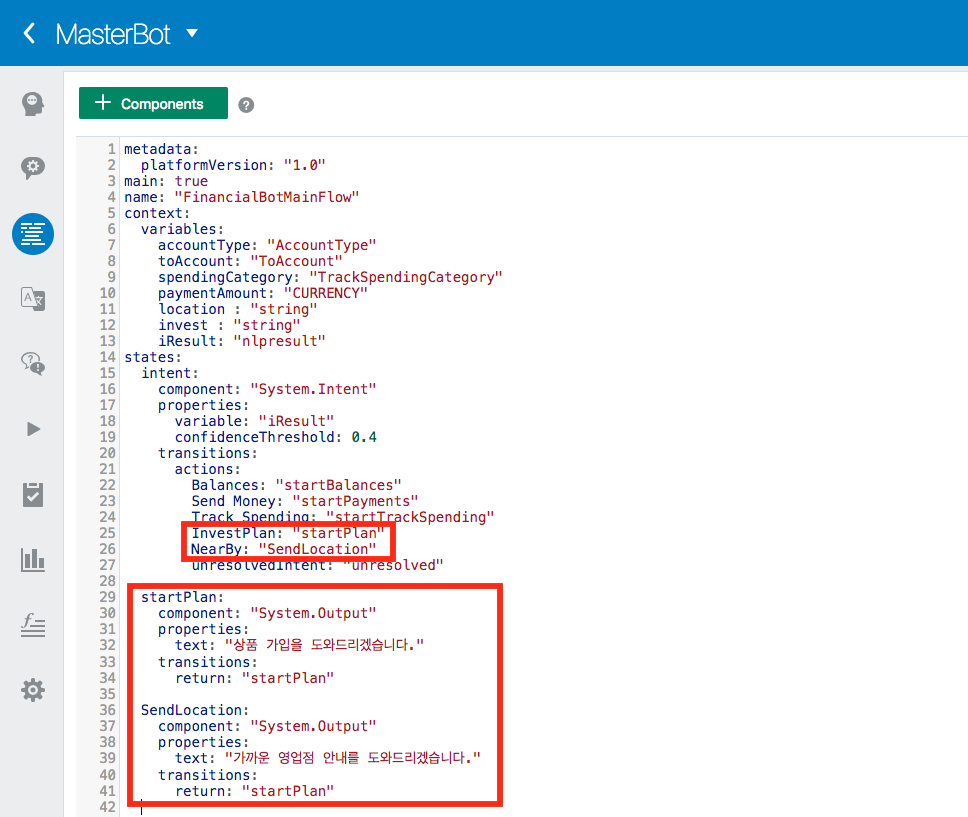 MasterBot
+ Components
?
1 metadata:
2   platformVersion: "1.0"
3 main: true
4 name: "FinancialBotMainFlow"
5 context:
6   variables:
7     accountType: "AccountType"
8     toAccount: "ToAccount"
9     spendingCategory: "TrackSpendingCategory"
10     paymentAmount: "CURRENCY"
11     location : "string"
12     invest : "string"
13     iResult: "nlpresult"
14 states:
15   intent:
16     component: "System.Intent"
17     properties:
18       variable: "iResult"
19       confidenceThreshold: 0.4
20     transitions:
21       actions:
22         Balances: "startBalances"
23         Send Money: "startPayments"
24         Track Spending: "startTrackSpending"
25         InvestPlan: "startPlan"
26         NearBy: "SendLocation"
27         unresolvedIntent: "unresolved"
28
29   startPlan:
30     component: "System.Output"
31     properties:
32       text: "상품 가입을 도와드리겠습니다."
33     transitions:
34       return: "startPlan"
35
36   SendLocation:
37     component: "System.Output"
38     properties:
39       text: "가까운 영업점 안내를 도와드리겠습니다."
40     transitions:
41       return: "startPlan"
42